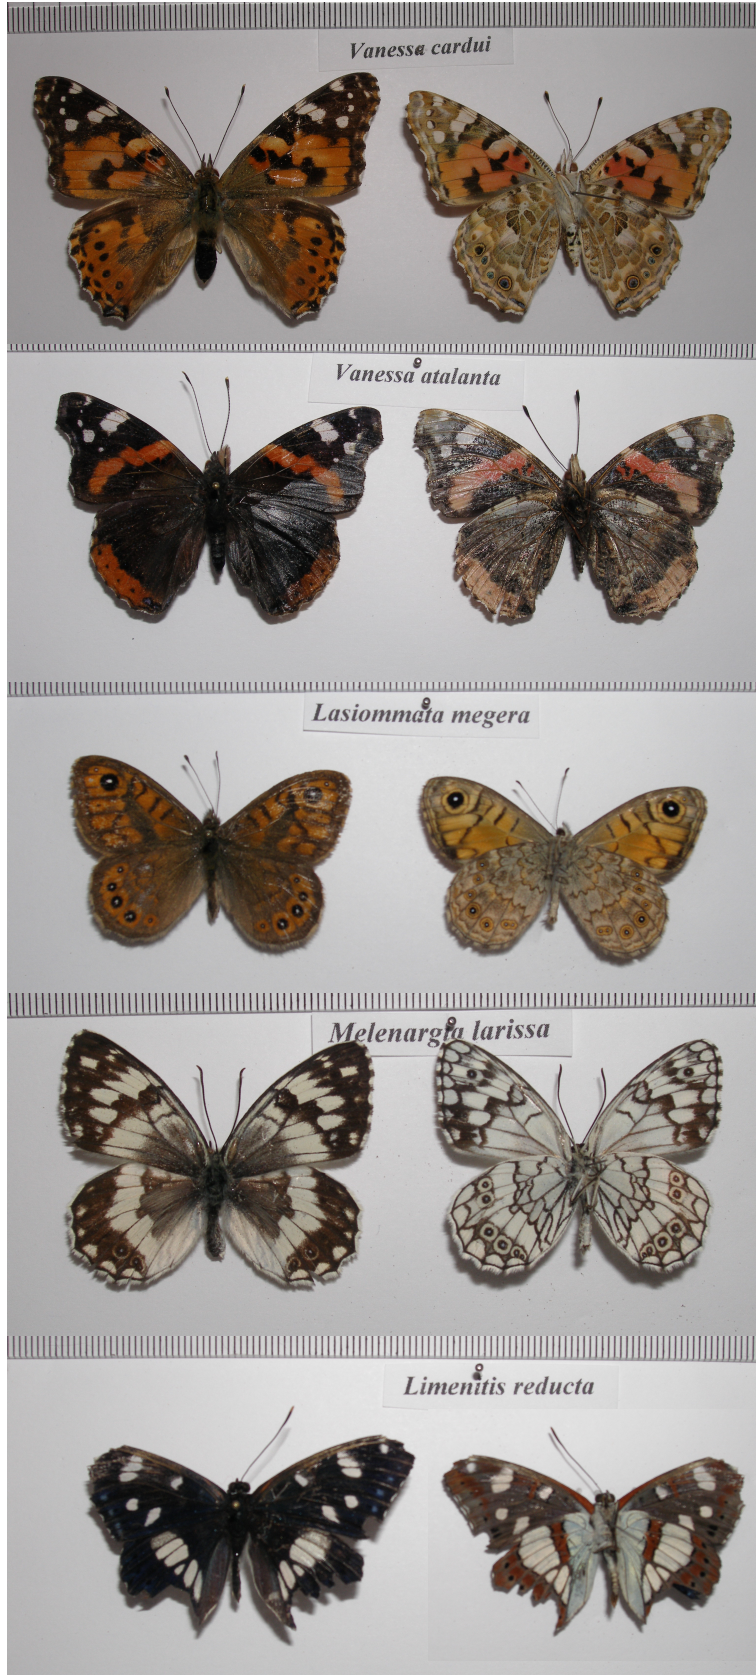 Vanessa cardui
Vanessa atalanta
Lasiommata megera
Melenargia larissa
Limenitis reducta